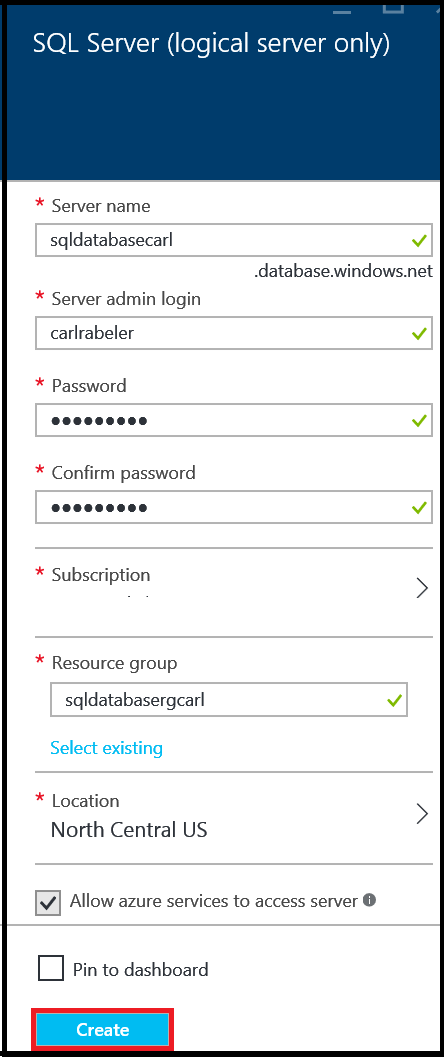 SQL Server (logical server only)
* Server name
sqldatabasecarl
.database.windows.net
* Server admin login
carlrabeler
* Password
●●●●●●●●●
* Confirm password
●●●●●●●●●
* Subscription
* Resource group
sqldatabasergcarl
Select existing
* Location
North Central US
Allow azure services to access server
Pin to dashboard
Create